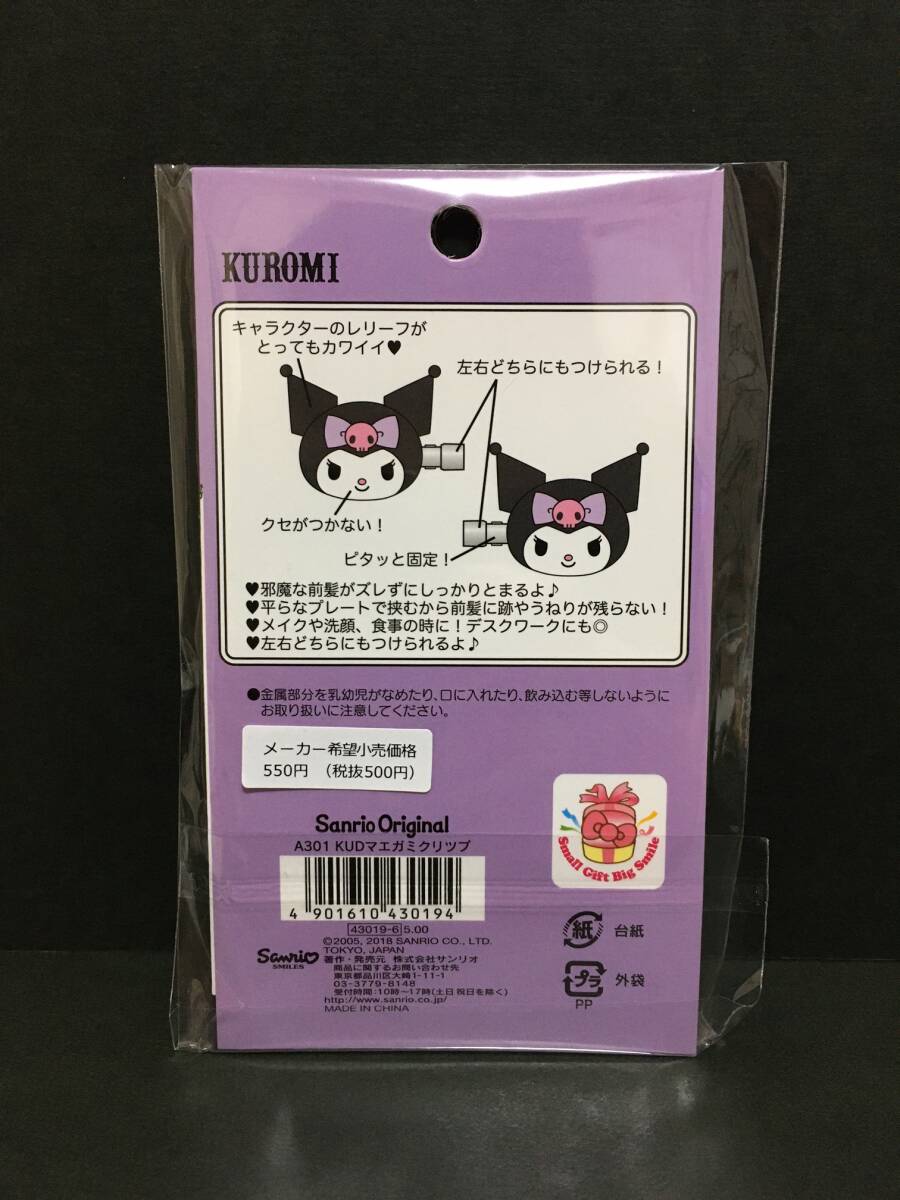 KUROMI
キャラクターのレリーフが
とってもカワイイ♥
左右どちらにもつけられる！
クセがつかない！
ピタッと固定！
♥邪魔な前髪がズレずにしっかりとまるよ♪
♥平らなプレートで挟むから前髪に跡やうねりが残らない！
♥メイクや洗顔、食事の時に！デスクワークにも◎
♥左右どちらにもつけられるよ♪
●金属部分を乳幼児がなめたり、口に入れたり、飲み込む等しないように
お取り扱いに注意してください。
メーカー希望小売価格
550円 （税抜500円）
Small Gift Big Smile
Sanrio Original
A301 KUDマエガミクリツプ
4 901610 430194
43019-6 5.00
©2005, 2018 SANRIO CO., LTD.
TOKYO, JAPAN
Sanrio
SMILES
著作・発売元 株式会社サンリオ
商品に関するお問い合わせ先
東京都品川区大崎1-11-1
03-3779-8148
受付時間：10時～17時(土日祝日を除く)
http://www.sanrio.co.jp/
MADE IN CHINA
紙 台紙
プラ 外袋
PP